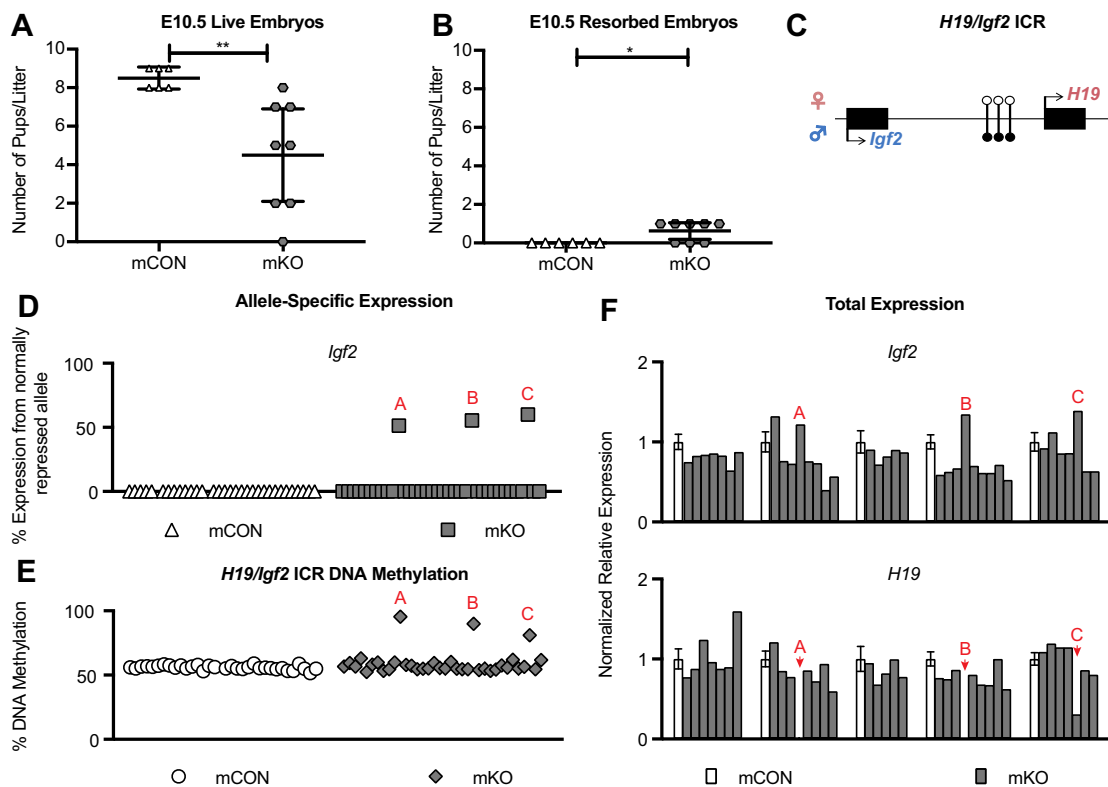 A
E10.5 Live Embryos
**
Number of Pups/Litter
10
8
6
4
2
0
mCON
mKO
B
E10.5 Resorbed Embryos
*
Number of Pups/Litter
10
8
6
4
2
0
mCON
mKO
C
H19/Igf2 ICR
♀
♂
H19
Igf2
D
Allele-Specific Expression
Igf2
% Expression from normally
repressed allele
100
50
0
A
B
C
mCON
mKO
E
H19/Igf2 ICR DNA Methylation
% DNA Methylation
100
50
0
A
B
C
mCON
mKO
F
Total Expression
Igf2
Normalized Relative Expression
2
1
0
A
B
C
H19
2
1
0
A
B
C
mCON
mKO